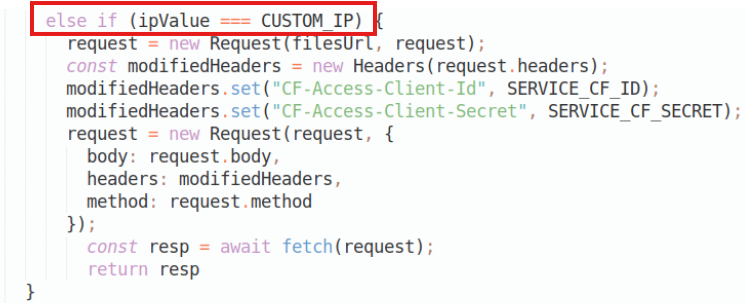 else if (ipValue === CUSTOM_IP) {
request = new Request(filesUrl, request);
const modifiedHeaders = new Headers(request.headers);
modifiedHeaders.set("CF-Access-Client-Id", SERVICE_CF_ID);
modifiedHeaders.set("CF-Access-Client-Secret", SERVICE_CF_SECRET);
request = new Request(request, {
body: request.body,
headers: modifiedHeaders,
method: request.method
});
const resp = await fetch(request);
return resp
}